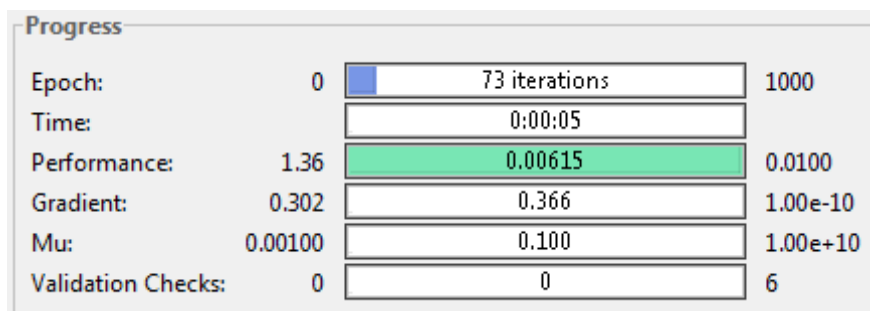 Progress
Epoch: 0 73 iterations 1000
Time: 0:00:05
Performance: 1.36 0.00615 0.0100
Gradient: 0.302 0.366 1.00e-10
Mu: 0.00100 0.100 1.00e+10
Validation Checks: 0 0 6